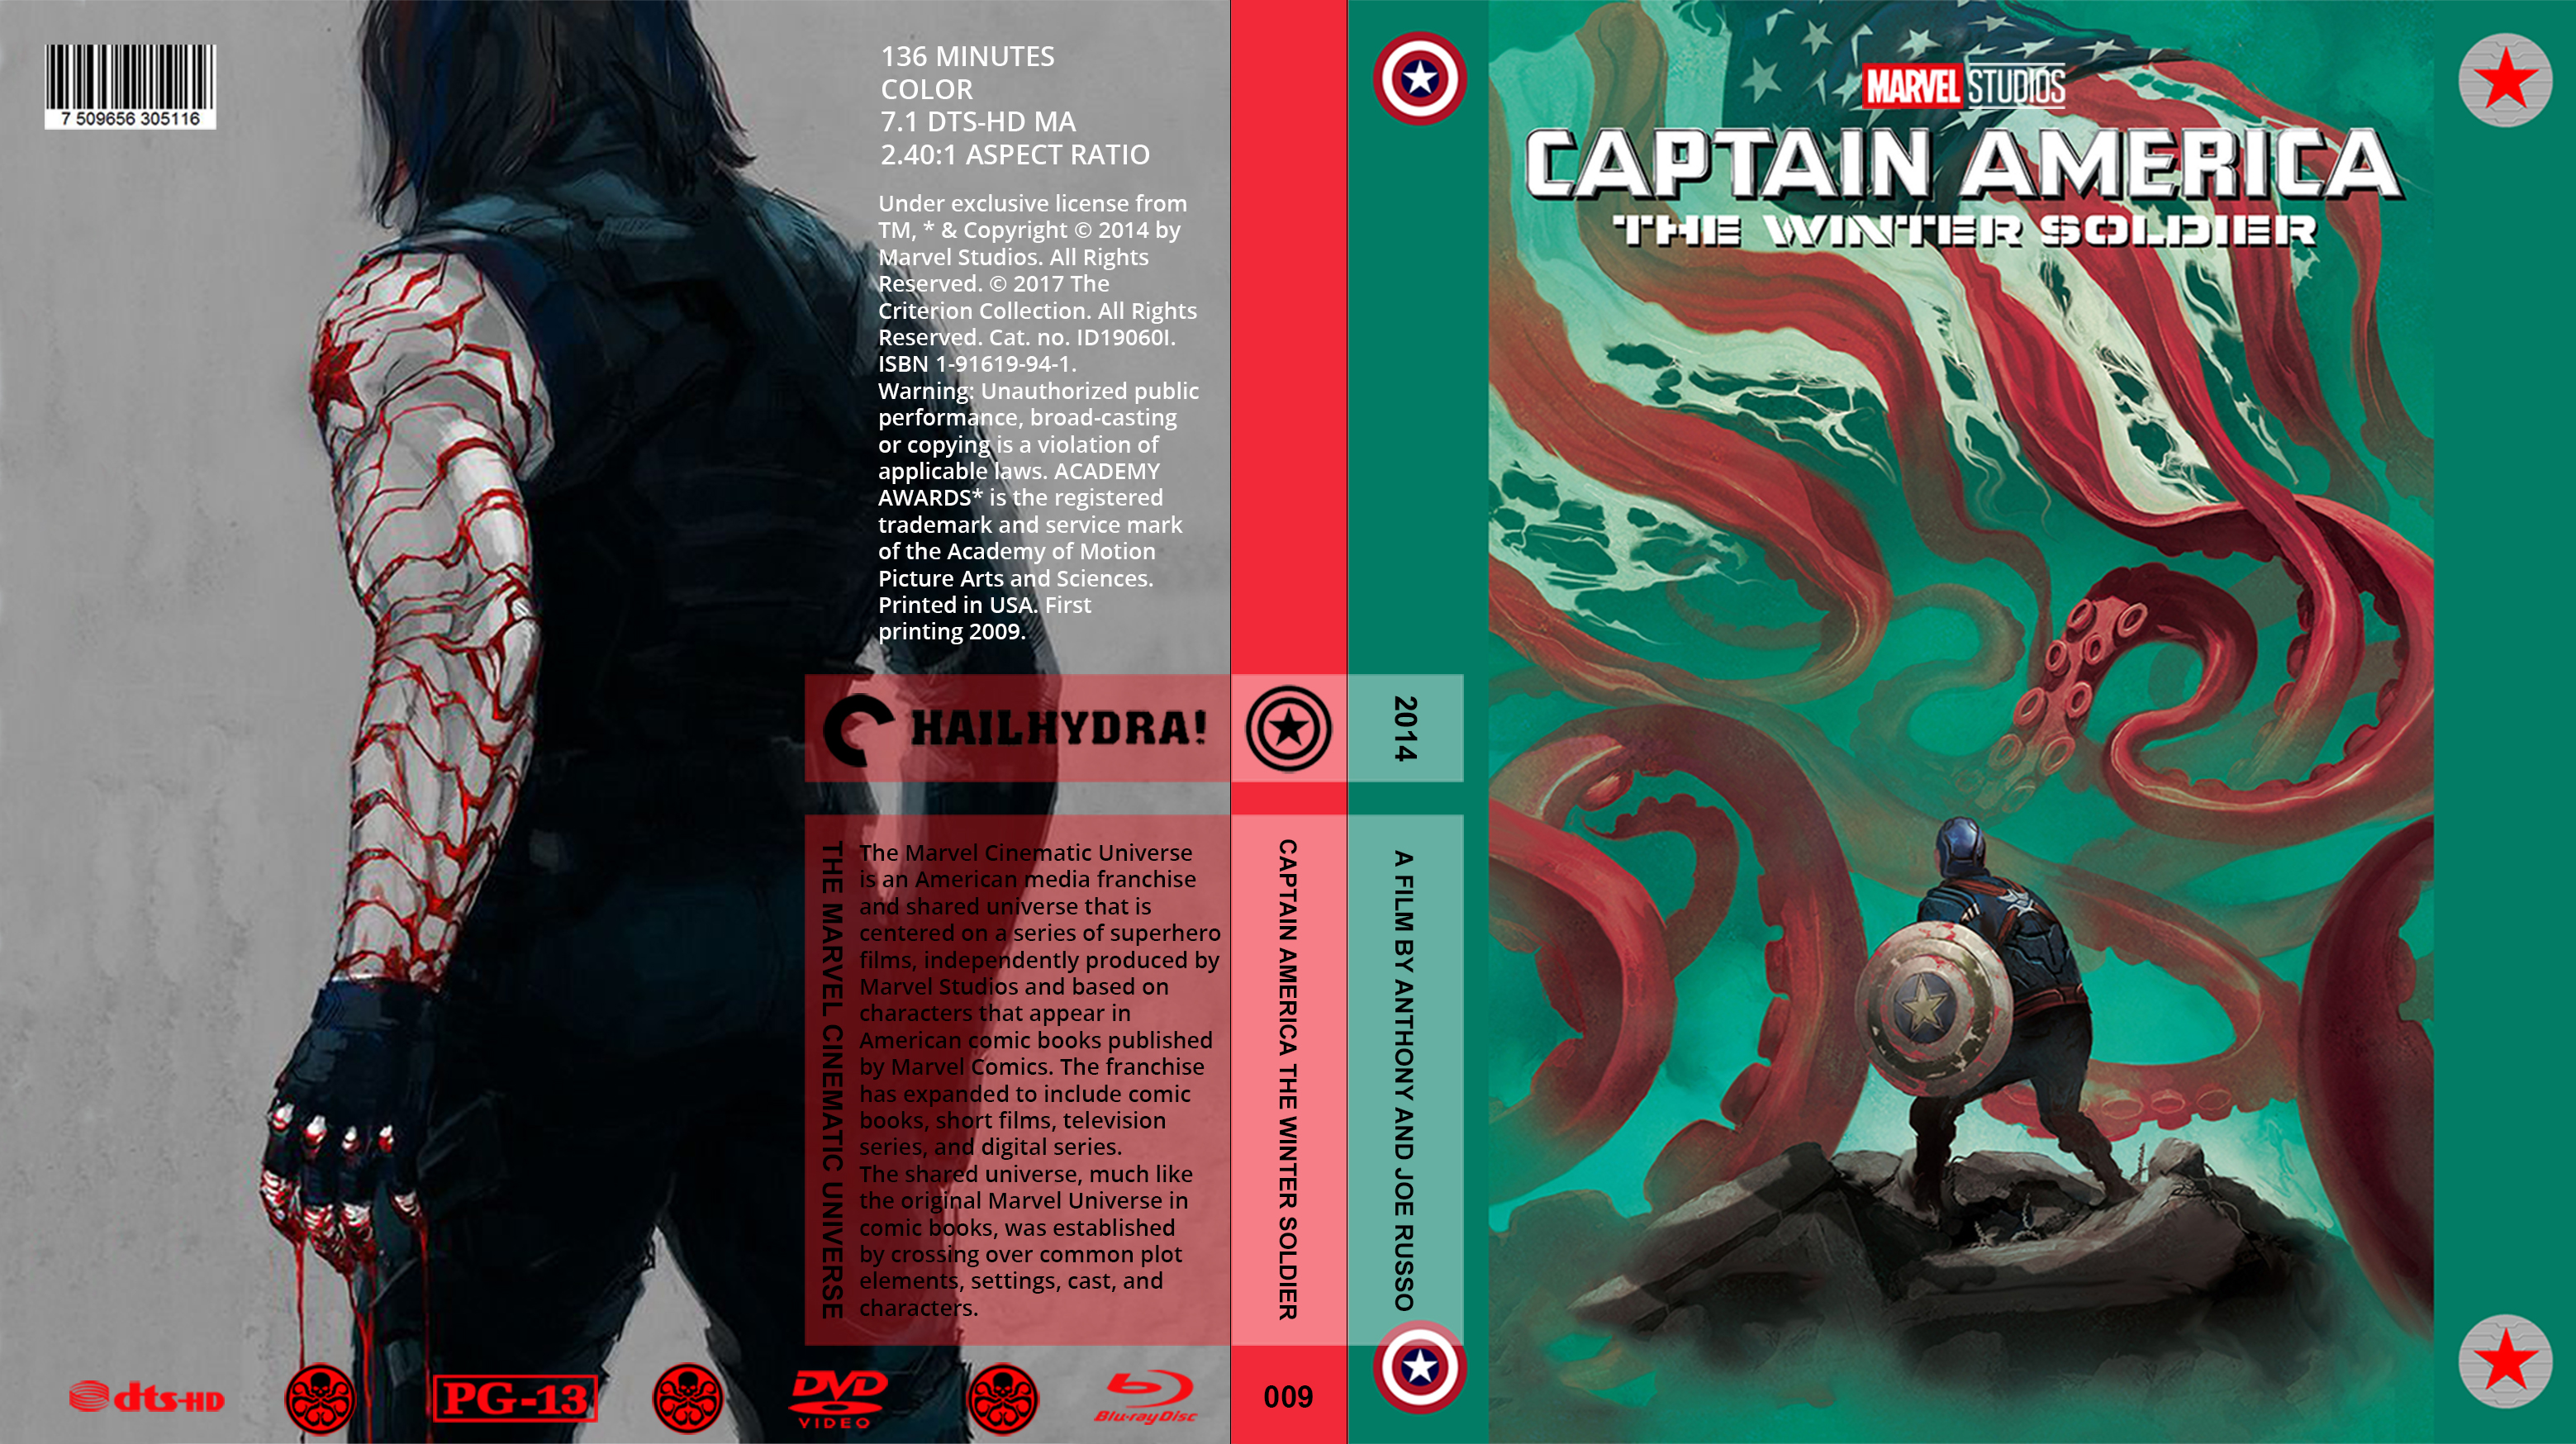 7 509656 305116
136 MINUTES
COLOR
7.1 DTS-HD MA
2.40:1 ASPECT RATIO
Under exclusive license from
TM, * & Copyright © 2014 by
Marvel Studios. All Rights
Reserved. © 2017 The
Criterion Collection. All Rights
Reserved. Cat. no. ID19060I.
ISBN 1-91619-94-1.
Warning: Unauthorized public
performance, broad-casting
or copying is a violation of
applicable laws. ACADEMY
AWARDS* is the registered
trademark and service mark
of the Academy of Motion
Picture Arts and Sciences.
Printed in USA. First
printing 2009.
HAILHYDRA!
THE MARVEL CINEMATIC UNIVERSE
The Marvel Cinematic Universe
is an American media franchise
and shared universe that is
centered on a series of superhero
films, independently produced by
Marvel Studios and based on
characters that appear in
American comic books published
by Marvel Comics. The franchise
has expanded to include comic
books, short films, television
series, and digital series.
The shared universe, much like
the original Marvel Universe in
comic books, was established
by crossing over common plot
elements, settings, cast, and
characters.
dts-HD
PG-13
DVD
VIDEO
Blu-ray Disc
CAPTAIN AMERICA THE WINTER SOLDIER
009
2014
A FILM BY ANTHONY AND JOE RUSSO
MARVEL STUDIOS
CAPTAIN AMERICA
THE WINTER SOLDIER